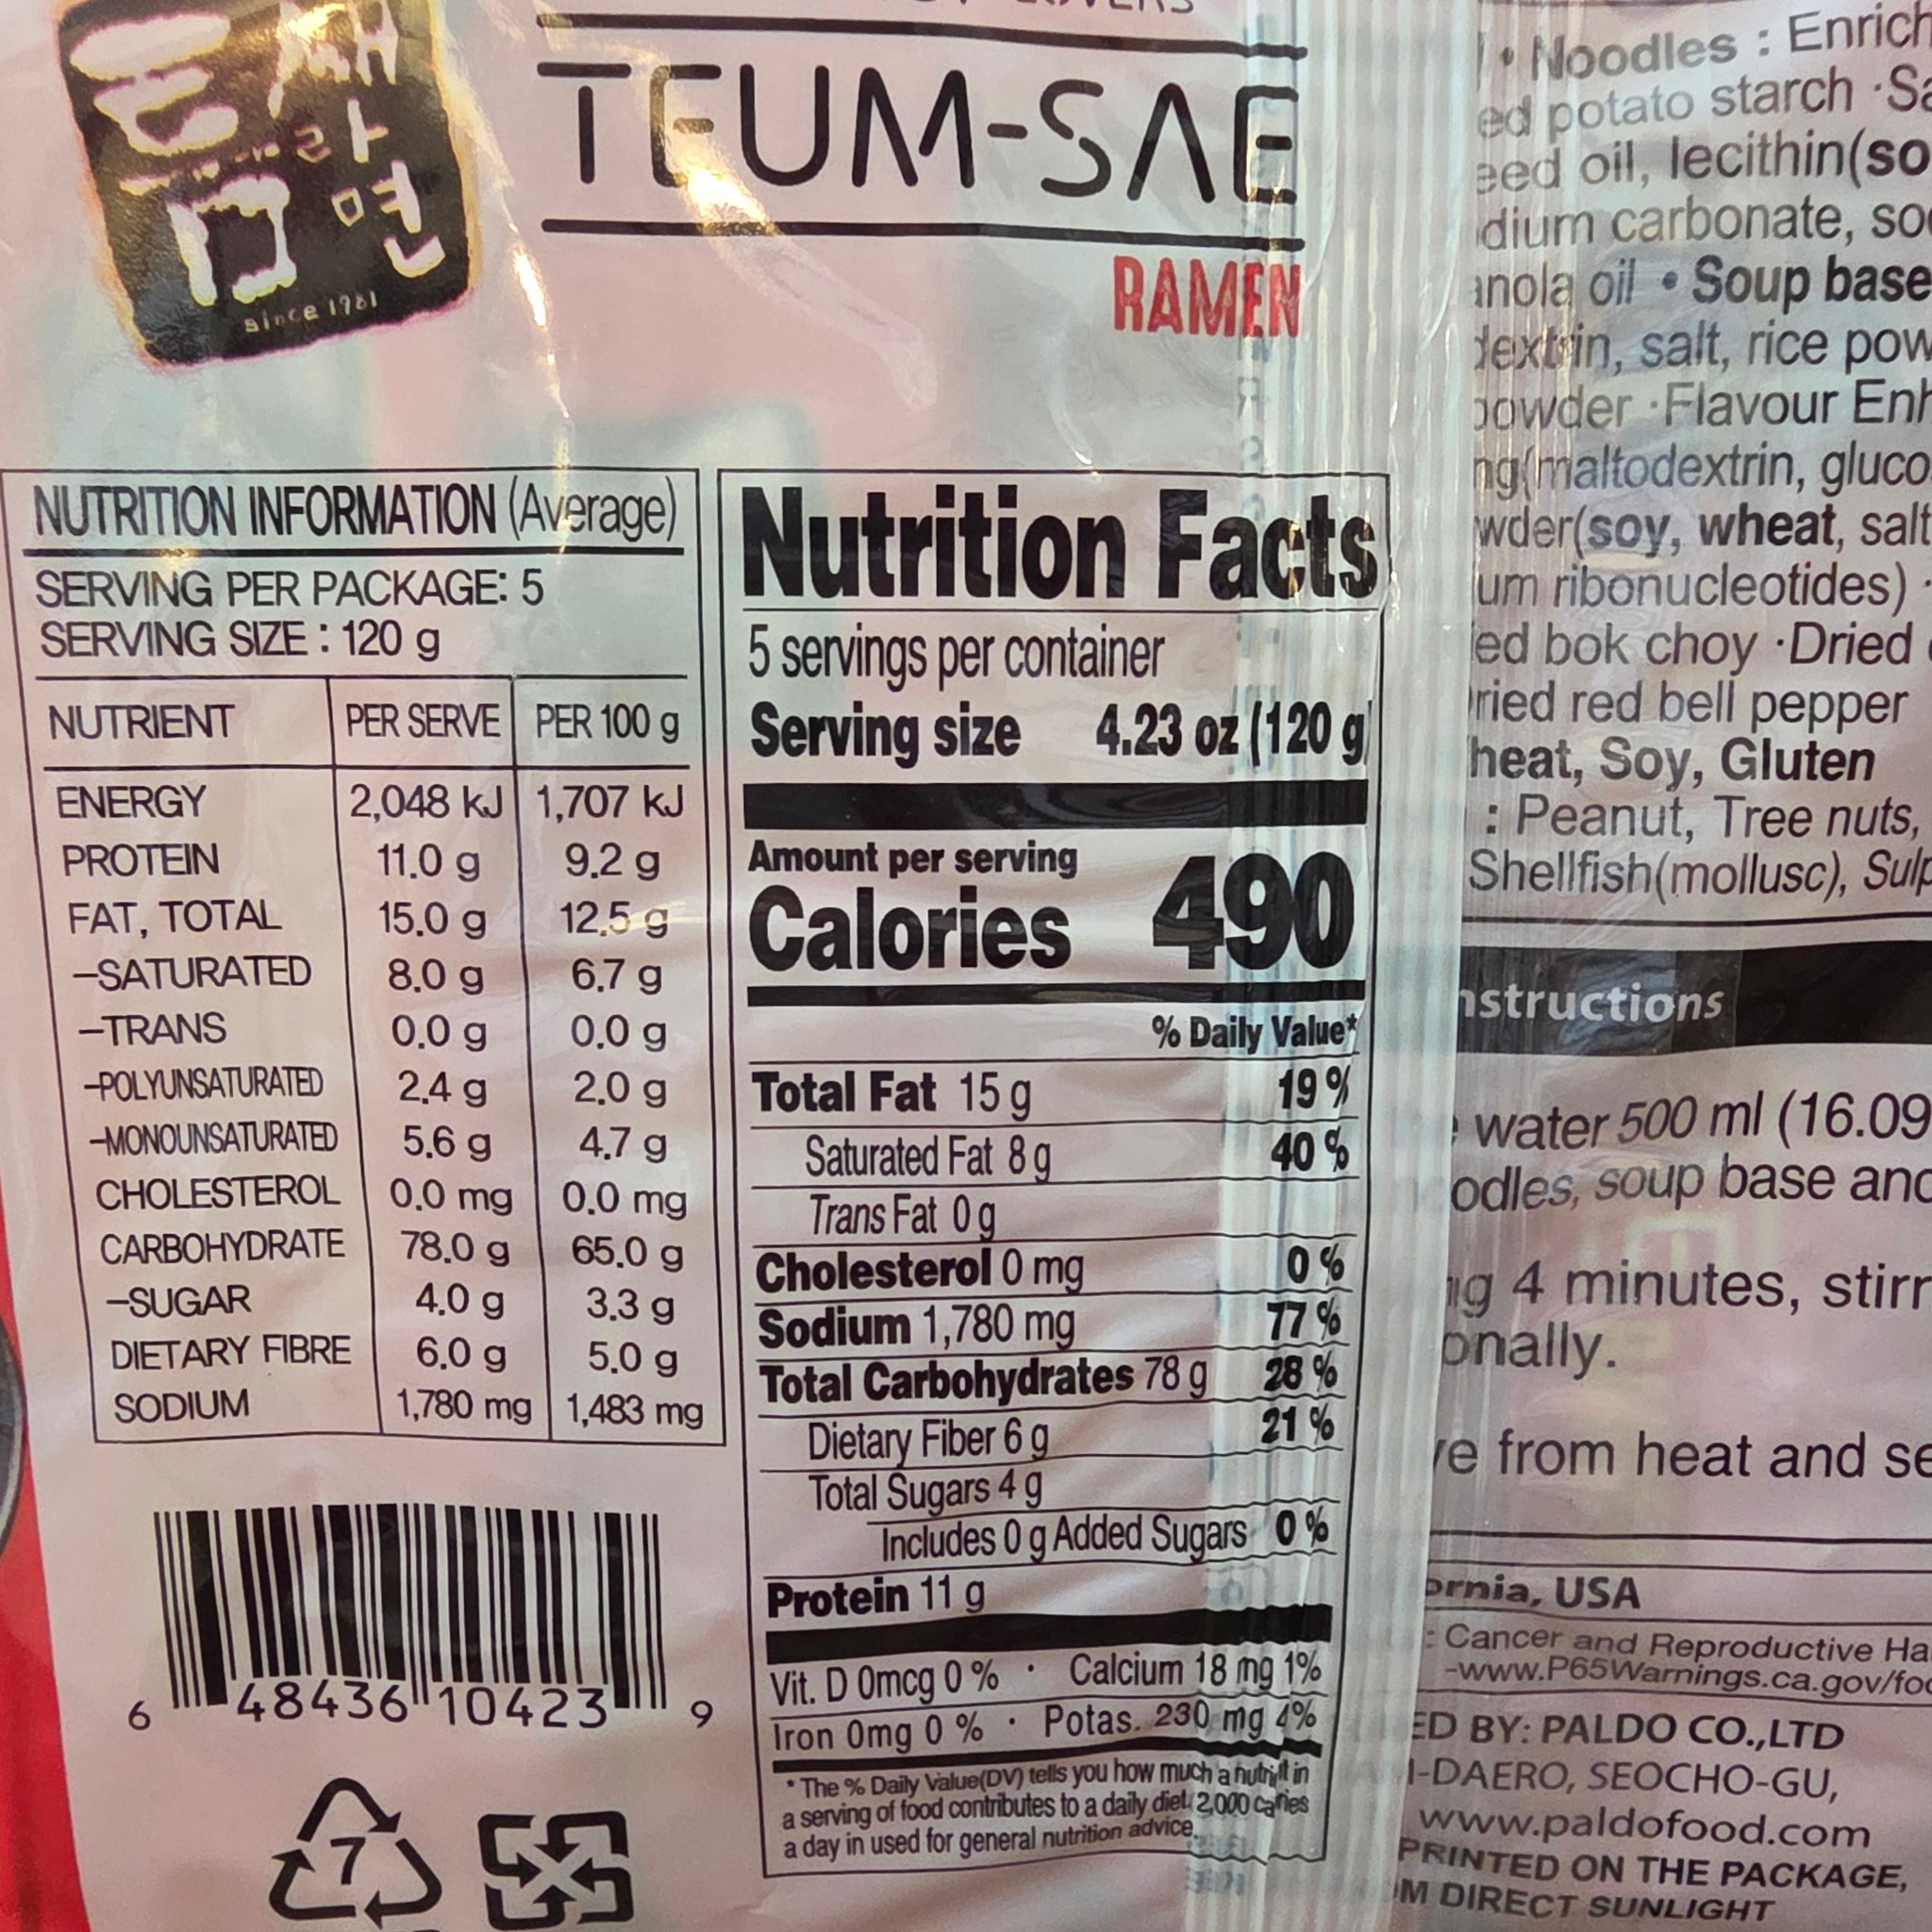 틈새
라면
since 1981
TEUM-SAE
RAMEN
NUTRITION INFORMATION (Average)
SERVING PER PACKAGE: 5
SERVING SIZE : 120 g
NUTRIENT PER SERVE PER 100 g
ENERGY 2,048 kJ 1,707 kJ
PROTEIN 11.0 g 9.2 g
FAT, TOTAL 15.0 g 12.5 g
-SATURATED 8.0 g 6.7 g
-TRANS 0.0 g 0.0 g
-POLYUNSATURATED 2.4 g 2.0 g
-MONOUNSATURATED 5.6 g 4.7 g
CHOLESTEROL 0.0 mg 0.0 mg
CARBOHYDRATE 78.0 g 65.0 g
-SUGAR 4.0 g 3.3 g
DIETARY FIBRE 6.0 g 5.0 g
SODIUM 1,780 mg 1,483 mg
6 48436 10423 9
7
Nutrition Facts
5 servings per container
Serving size 4.23 oz (120 g
Amount per serving
Calories 490
% Daily Value*
Total Fat 15 g 19 %
Saturated Fat 8 g 40 %
Trans Fat 0 g
Cholesterol 0 mg 0 %
Sodium 1,780 mg 77 %
Total Carbohydrates 78 g 28 %
Dietary Fiber 6 g 21 %
Total Sugars 4 g
Includes 0 g Added Sugars 0 %
Protein 11 g
Vit. D 0mcg 0 % · Calcium 18 mg 1%
Iron 0mg 0 % · Potas. 230 mg 4%
* The % Daily Value(DV) tells you how much a in
a serving of food contributes to a daily diet. 2,000
a day in used for general nutrition advice.
• Noodles : Enrich
ed potato starch ·Sa
eed oil, lecithin(so
dium carbonate, so
anola oil • Soup base
dextrin, salt, rice pow
powder ·Flavour Enh
ng(maltodextrin, gluco
wder(soy, wheat, salt
um ribonucleotides) ·
ed bok choy ·Dried
ried red bell pepper
heat, Soy, Gluten
: Peanut, Tree nuts,
Shellfish(mollusc), Sulp
nstructions
water 500 ml (16.09
odles, soup base and
ng 4 minutes, stirr
onally.
ve from heat and se
ornia, USA
: Cancer and Reproductive Ha
-www.P65Warnings.ca.gov/foo
ED BY: PALDO CO.,LTD
I-DAERO, SEOCHO-GU,
www.paldofood.com
PRINTED ON THE PACKAGE,
OM DIRECT SUNLIGHT